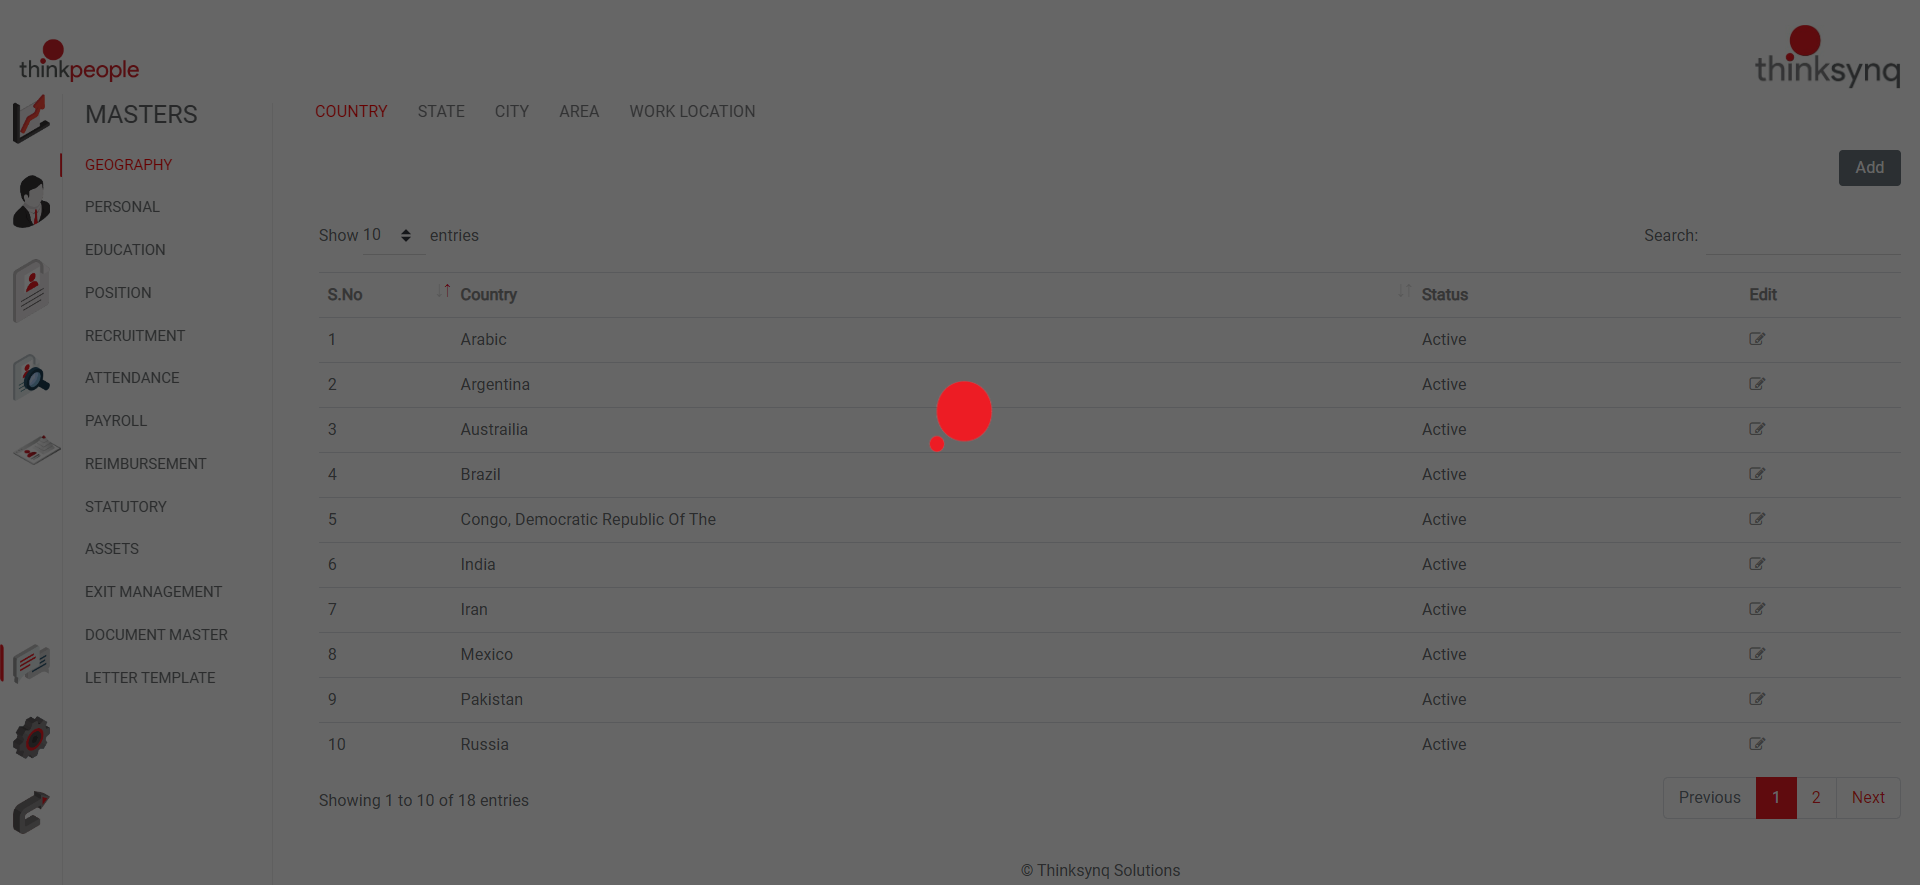 thinkpeople
thinksynq
MASTERS
COUNTRY STATE CITY AREA WORK LOCATION
GEOGRAPHY
PERSONAL
EDUCATION
POSITION
RECRUITMENT
ATTENDANCE
PAYROLL
REIMBURSEMENT
STATUTORY
ASSETS
EXIT MANAGEMENT
DOCUMENT MASTER
LETTER TEMPLATE
Add
Show 10 entries Search:
S.No Country Status Edit
1 Arabic Active
2 Argentina Active
3 Austrailia Active
4 Brazil Active
5 Congo, Democratic Republic Of The Active
6 India Active
7 Iran Active
8 Mexico Active
9 Pakistan Active
10 Russia Active
Showing 1 to 10 of 18 entries Previous 1 2 Next
© Thinksynq Solutions